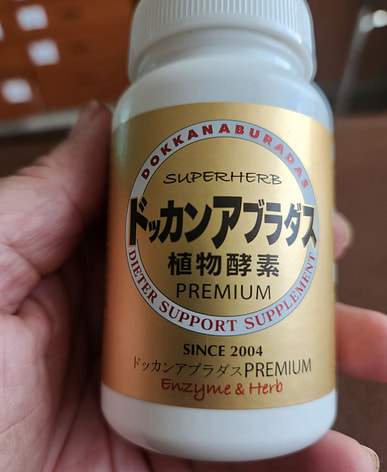 DOKKANABURADAS
SUPERHERB
ドッカンアブラダス
植物酵素
PREMIUM
DIETER SUPPORT SUPPLEMENT
SINCE 2004
ドッカンアブラダスPREMIUM
Enzyme & Herb